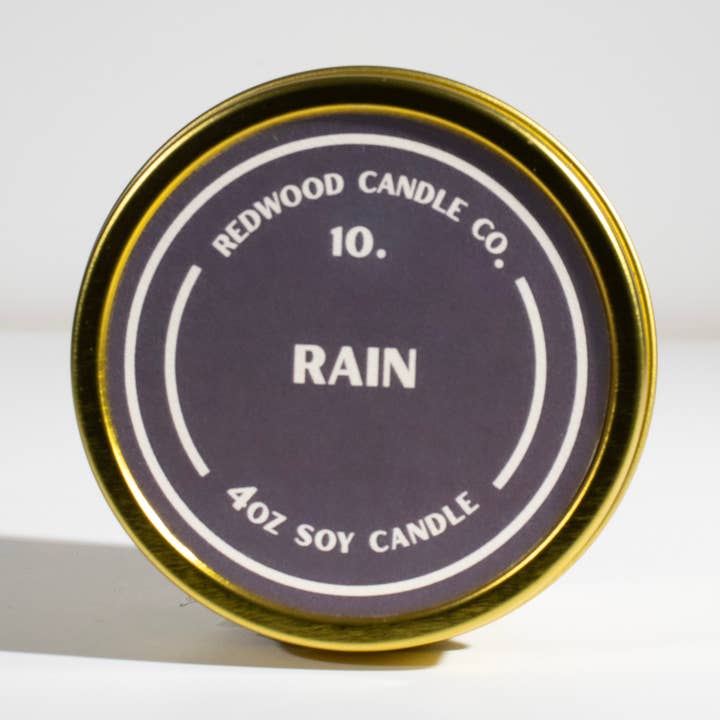 REDWOOD CANDLE CO.
10.
RAIN
4OZ SOY CANDLE